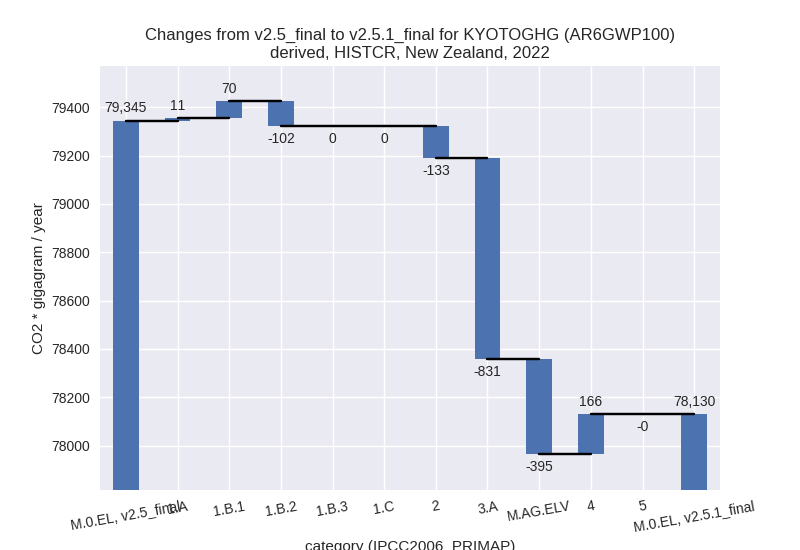 Changes from v2.5_final to v2.5.1_final for KYOTOGHG (AR6GWP100)
derived, HISTCR, New Zealand, 2022
CO2 * gigagram / year
79400
79200
79000
78800
78600
78400
78200
78000
79,345
11
70
-102
0
0
-133
-831
-395
166
-0
78,130
M.0.EL, v2.5_final
1.A
1.B.1
1.B.2
1.B.3
1.C
2
3.A
M.AG.ELV
4
5
M.0.EL, v2.5.1_final
category (IPCC2006_PRIMAP)